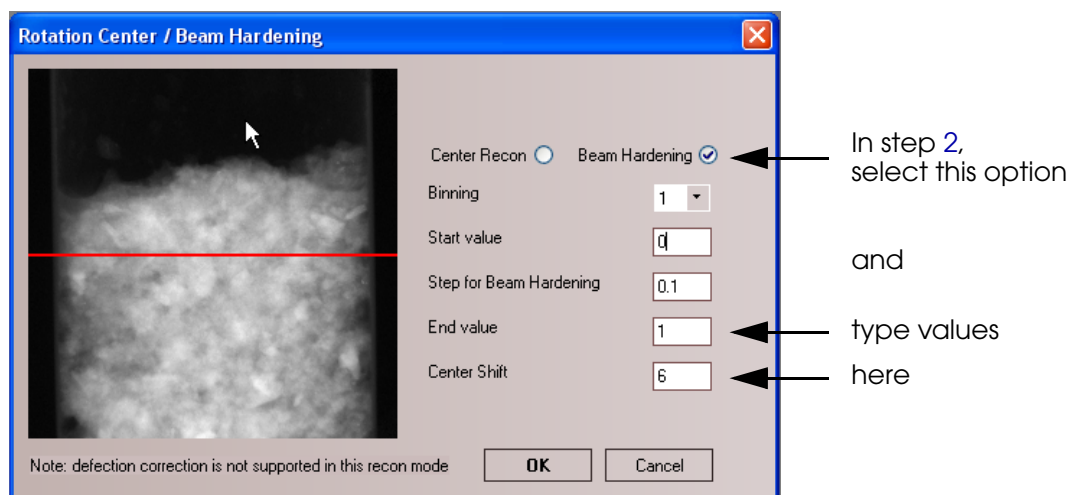 Rotation Center / Beam Hardening
Center Recon Beam Hardening
In step 2,
select this option
Binning 1
Start value 0
and
Step for Beam Hardening 0.1
End value 1
type values
Center Shift 6
here
Note: defection correction is not supported in this recon mode
OK Cancel